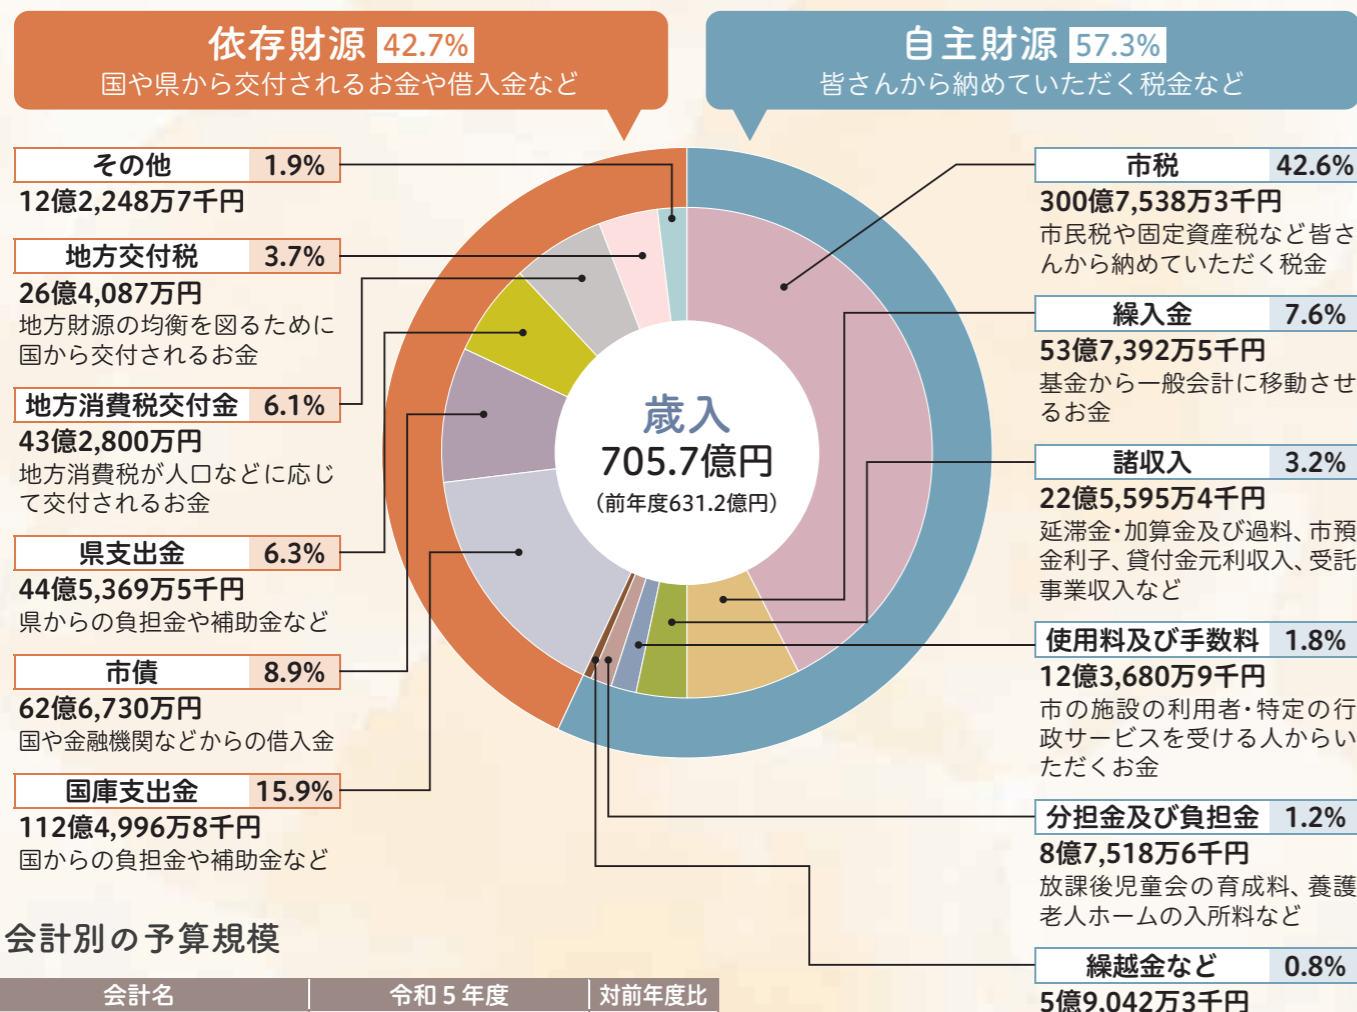 依存財源 42.7%
国や県から交付されるお金や借入金など
自主財源 57.3%
皆さんから納めていただく税金など
その他 1.9%
12億2,248万7千円
地方交付税 3.7%
26億4,087万円
地方財源の均衡を図るために
国から交付されるお金
地方消費税交付金 6.1%
43億2,800万円
地方消費税が人口などに応じ
て交付されるお金
県支出金 6.3%
44億5,369万5千円
県からの負担金や補助金など
市債 8.9%
62億6,730万円
国や金融機関などからの借入金
国庫支出金 15.9%
112億4,996万8千円
国からの負担金や補助金など
歳入
705.7億円
(前年度631.2億円)
市税 42.6%
300億7,538万3千円
市民税や固定資産税など皆さ
んから納めていただく税金
繰入金 7.6%
53億7,392万5千円
基金から一般会計に移動させ
るお金
諸収入 3.2%
22億5,595万4千円
延滞金・加算金及び過料、市預
金利子、貸付金元利収入、受託
事業収入など
使用料及び手数料 1.8%
12億3,680万9千円
市の施設の利用者・特定の行
政サービスを受ける人からい
ただくお金
分担金及び負担金 1.2%
8億7,518万6千円
放課後児童会の育成料、養護
老人ホームの入所料など
繰越金など 0.8%
5億9,042万3千円
会計別の予算規模
会計名 令和5年度 対前年度比